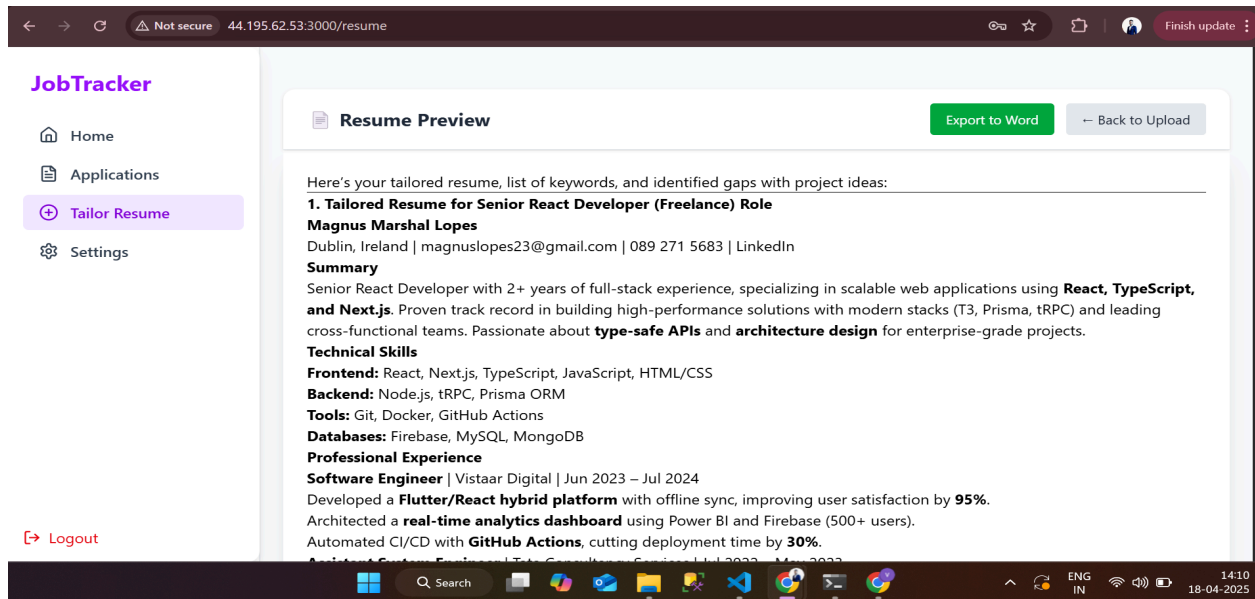 Not secure 44.195.62.53:3000/resume
Finish update
JobTracker
Home
Applications
Tailor Resume
Settings
Logout
Resume Preview
Export to Word
← Back to Upload
Here's your tailored resume, list of keywords, and identified gaps with project ideas:
1. Tailored Resume for Senior React Developer (Freelance) Role
Magnus Marshal Lopes
Dublin, Ireland | magnuslopes23@gmail.com | 089 271 5683 | LinkedIn
Summary
Senior React Developer with 2+ years of full-stack experience, specializing in scalable web applications using React, TypeScript,
and Next.js. Proven track record in building high-performance solutions with modern stacks (T3, Prisma, tRPC) and leading
cross-functional teams. Passionate about type-safe APIs and architecture design for enterprise-grade projects.
Technical Skills
Frontend: React, Next.js, TypeScript, JavaScript, HTML/CSS
Backend: Node.js, tRPC, Prisma ORM
Tools: Git, Docker, GitHub Actions
Databases: Firebase, MySQL, MongoDB
Professional Experience
Software Engineer | Vistaar Digital | Jun 2023 – Jul 2024
Developed a Flutter/React hybrid platform with offline sync, improving user satisfaction by 95%.
Architected a real-time analytics dashboard using Power BI and Firebase (500+ users).
Automated CI/CD with GitHub Actions, cutting deployment time by 30%.
Assistant System Engineer | Tata Consultancy Services | Jul 2022 – May 2023
Search
ENG
IN
14:10
18-04-2025